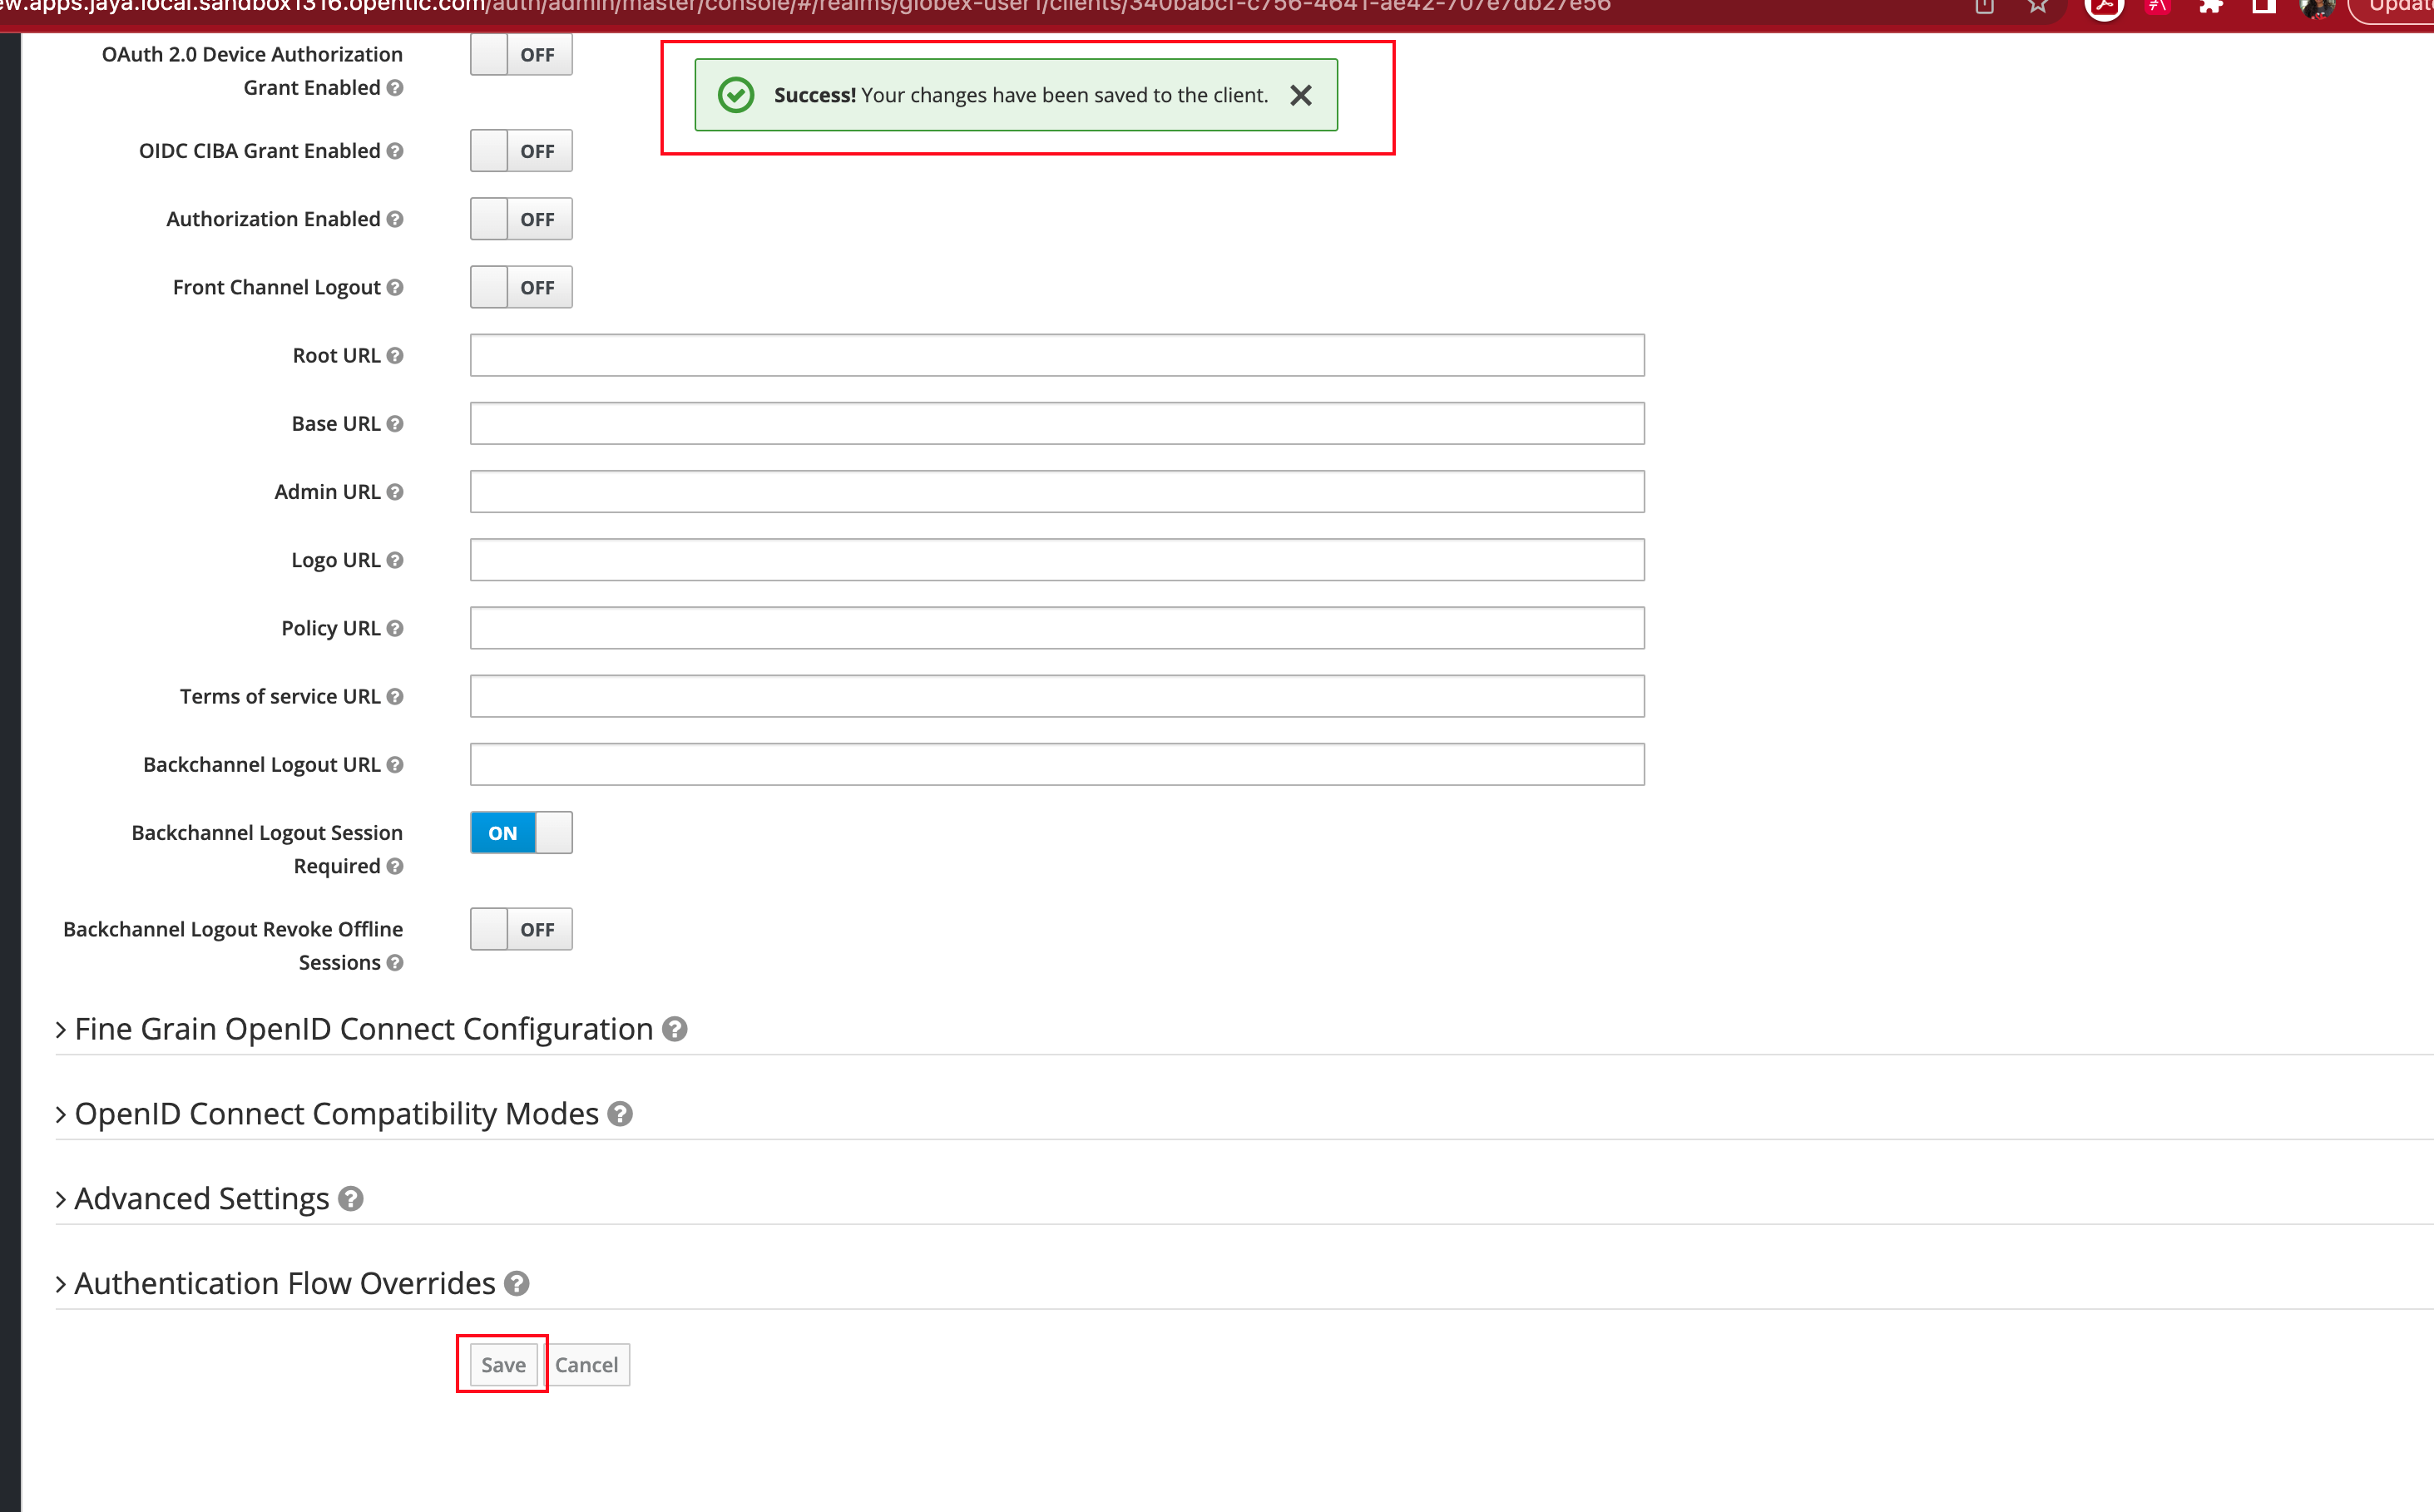 ew.apps.jaya.local.sandbox1316.opentlc.com/auth/admin/master/console/#/realms/globex-user1/clients/340babcf-c756-4641-ae42-707e7db27e56
Update
OAuth 2.0 Device Authorization
Grant Enabled
OFF
Success! Your changes have been saved to the client.
OIDC CIBA Grant Enabled
OFF
Authorization Enabled
OFF
Front Channel Logout
OFF
Root URL
Base URL
Admin URL
Logo URL
Policy URL
Terms of service URL
Backchannel Logout URL
Backchannel Logout Session
Required
ON
Backchannel Logout Revoke Offline
Sessions
OFF
Fine Grain OpenID Connect Configuration
OpenID Connect Compatibility Modes
Advanced Settings
Authentication Flow Overrides
Save Cancel